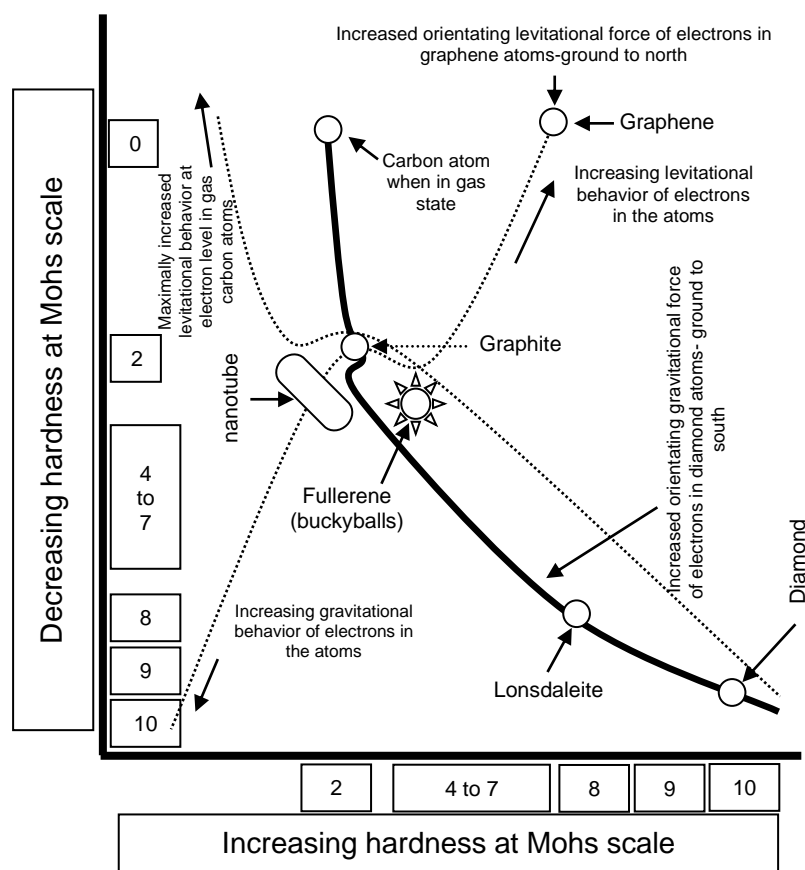 Increased orientating levitational force of electrons in
graphene atoms-ground to north
Graphene
0
Carbon atom
when in gas
state
Increasing levitational
behavior of electrons
in the atoms
Maximally increased
levitational behavior at
electron level in gas
carbon atoms
Decreasing hardness at Mohs scale
2
Graphite
nanotube
Fullerene
(buckyballs)
Increased orientating gravitational force
of electrons in diamond atoms- ground to
south
4
to
7
Diamond
8
Increasing gravitational
behavior of electrons in
the atoms
9
Lonsdaleite
10
2
4 to 7
8
9
10
Increasing hardness at Mohs scale